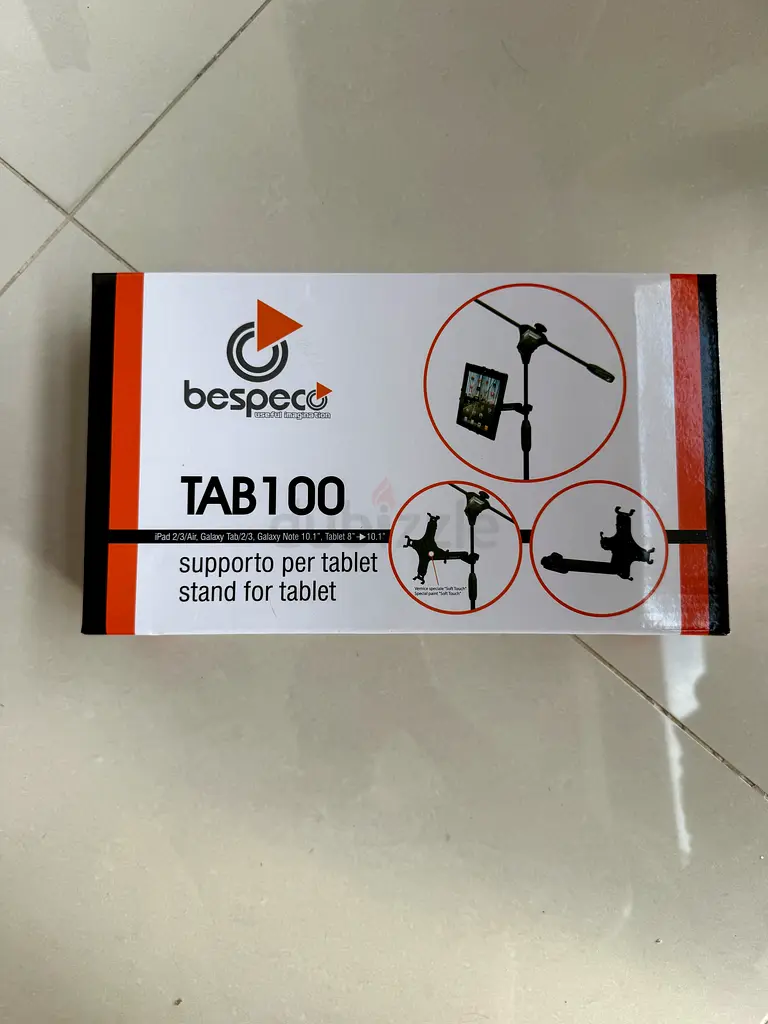 bespeco
useful imagination
TAB100
iPad 2/3/Air, Galaxy Tab/2/3, Galaxy Note 10.1", Tablet 8" → 10.1"
supporto per tablet
stand for tablet
Vernice speciale "Soft Touch"
Special paint "Soft Touch"
dubizzle